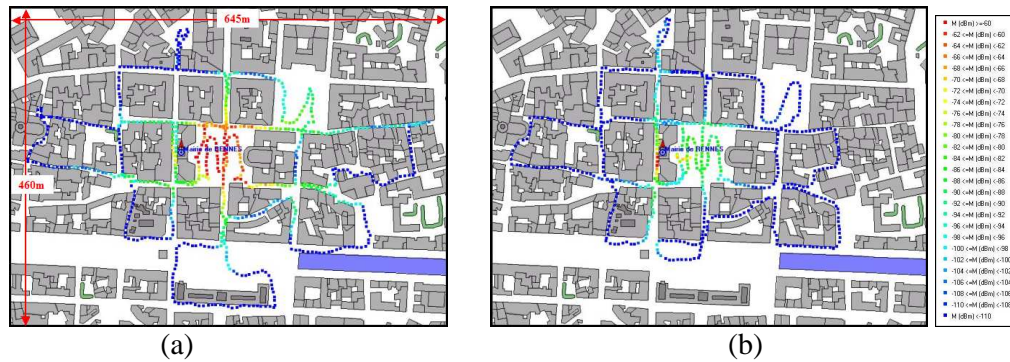 645m
460m
Mairie de RENNES
Mairie de RENNES
M (dBm) >=-60
-62 <=M (dBm) <-60
-64 <=M (dBm) <-62
-66 <=M (dBm) <-64
-68 <=M (dBm) <-66
-70 <=M (dBm) <-68
-72 <=M (dBm) <-70
-74 <=M (dBm) <-72
-76 <=M (dBm) <-74
-78 <=M (dBm) <-76
-80 <=M (dBm) <-78
-82 <=M (dBm) <-80
-84 <=M (dBm) <-82
-86 <=M (dBm) <-84
-88 <=M (dBm) <-86
-90 <=M (dBm) <-88
-92 <=M (dBm) <-90
-94 <=M (dBm) <-92
-96 <=M (dBm) <-94
-98 <=M (dBm) <-96
-100 <=M (dBm) <-98
-102 <=M (dBm) <-100
-104 <=M (dBm) <-102
-106 <=M (dBm) <-104
-108 <=M (dBm) <-106
-110 <=M (dBm) <-108
M (dBm) <-110
(a)
(b)